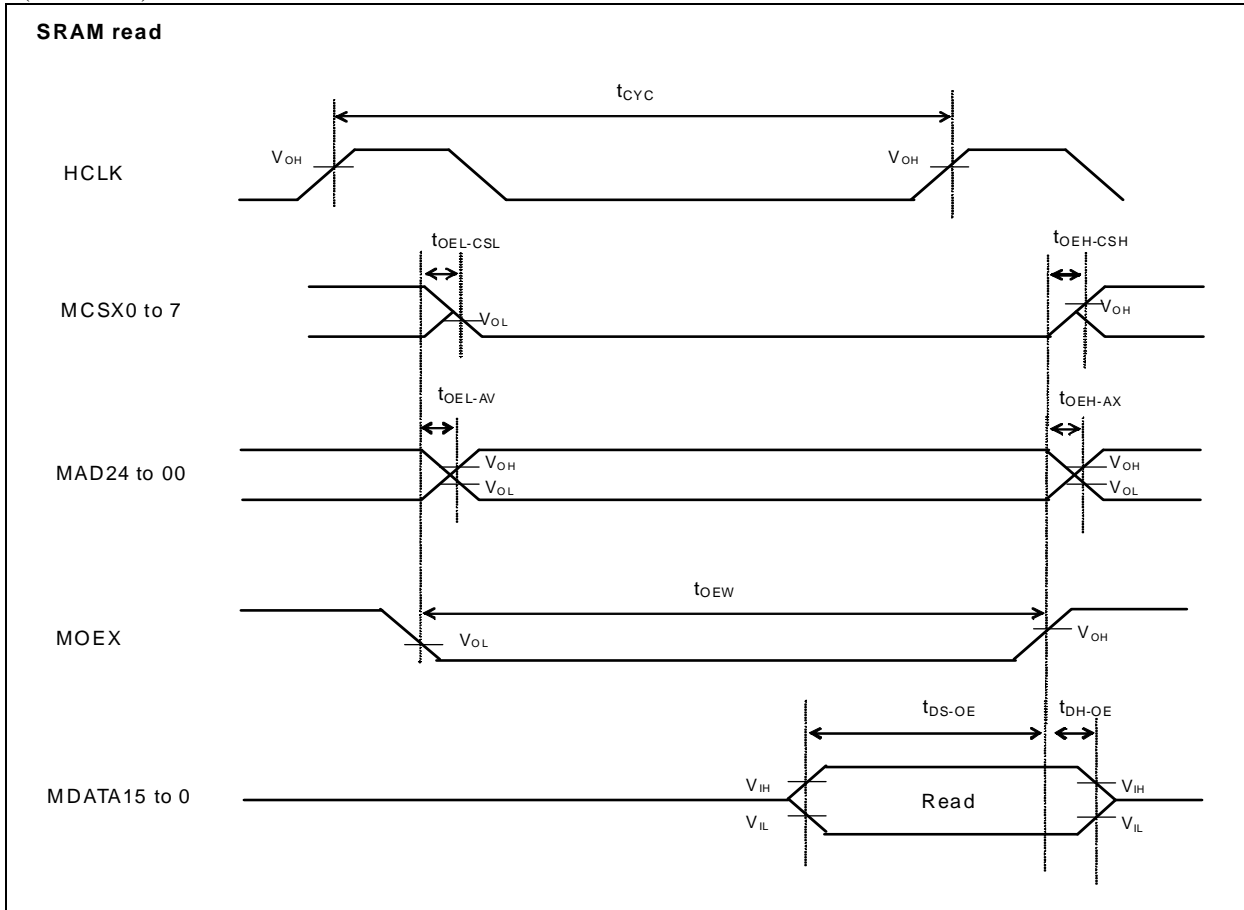 SRAM read
tCYC
VOH
VOH
HCLK
tOEL-CSL
tOEH-CSH
MCSX0 to 7
VOL
VOH
tOEL-AV
tOEH-AX
MAD24 to 00
VOH
VOH
VOL
VOL
tOEW
MOEX
VOL
VOH
tDS-OE
tDH-OE
VIH
VIH
MDATA15 to 0
Read
VIL
VIL